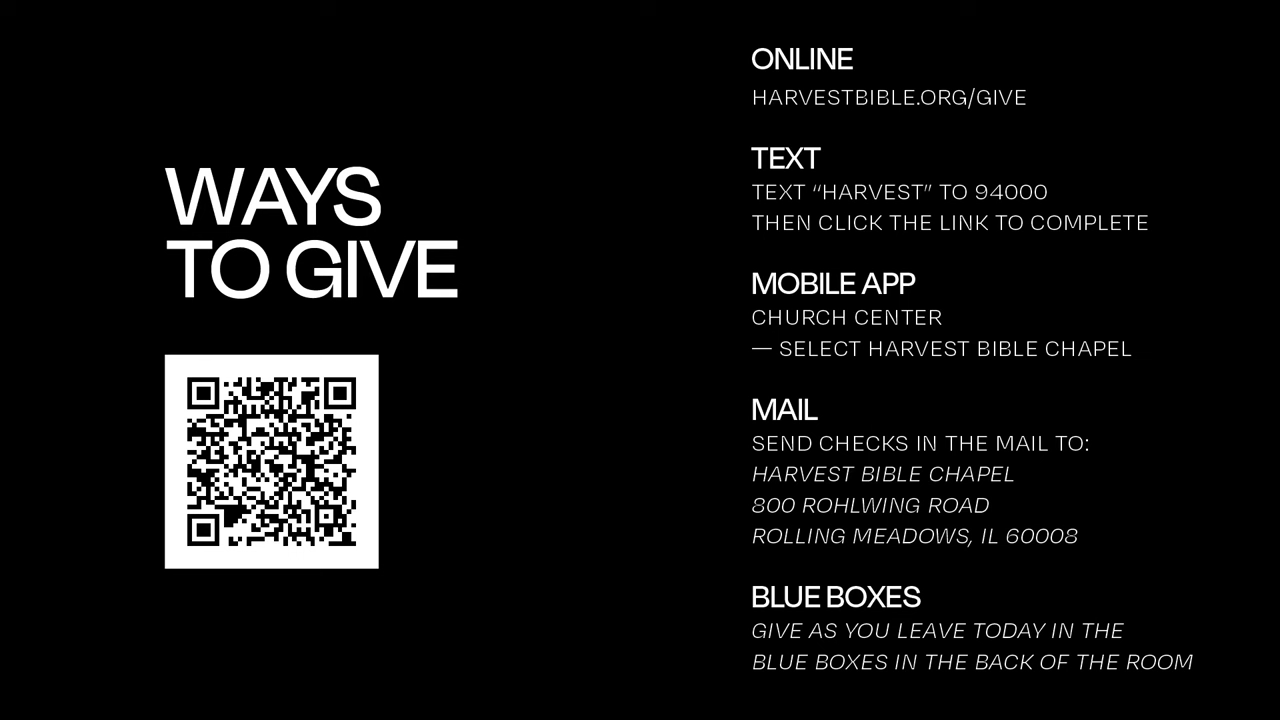 WAYS
TO GIVE
ONLINE
HARVESTBIBLE.ORG/GIVE
TEXT
TEXT “HARVEST” TO 94000
THEN CLICK THE LINK TO COMPLETE
MOBILE APP
CHURCH CENTER
— SELECT HARVEST BIBLE CHAPEL
MAIL
SEND CHECKS IN THE MAIL TO:
HARVEST BIBLE CHAPEL
800 ROHLWING ROAD
ROLLING MEADOWS, IL 60008
BLUE BOXES
GIVE AS YOU LEAVE TODAY IN THE
BLUE BOXES IN THE BACK OF THE ROOM